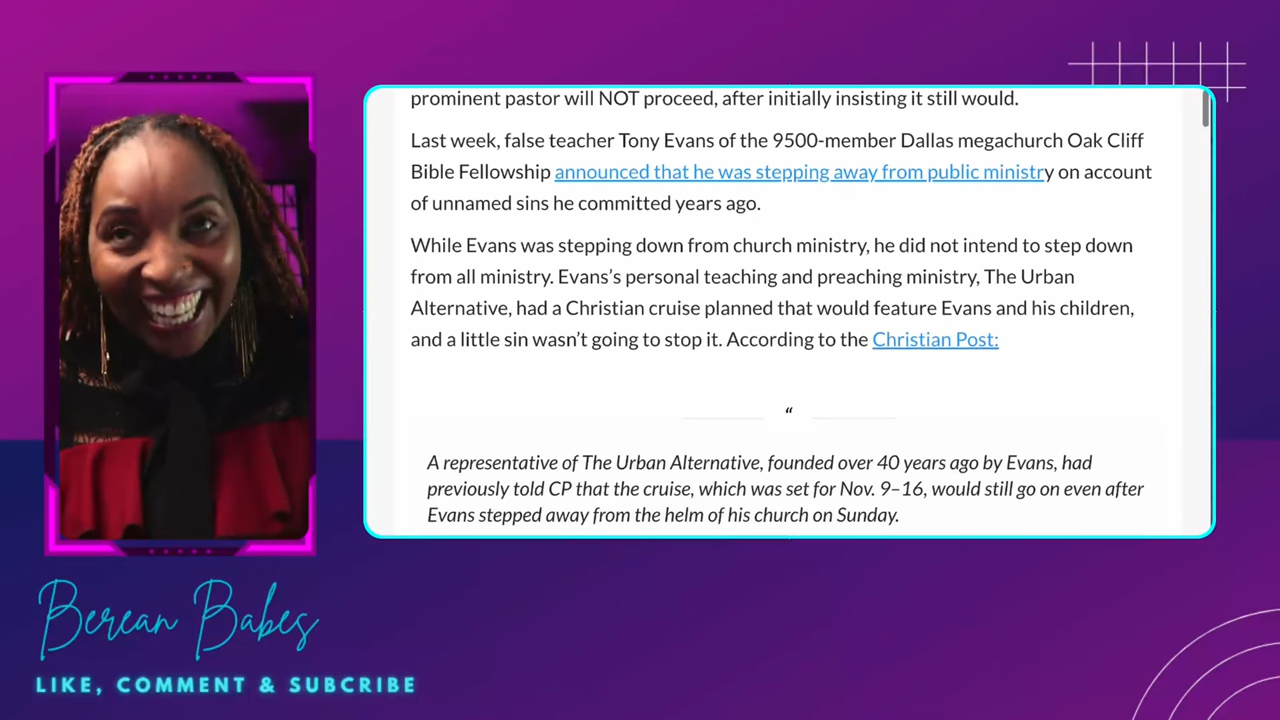 prominent pastor will NOT proceed, after initially insisting it still would.
Last week, false teacher Tony Evans of the 9500-member Dallas megachurch Oak Cliff
Bible Fellowship announced that he was stepping away from public ministry on account
of unnamed sins he committed years ago.
While Evans was stepping down from church ministry, he did not intend to step down
from all ministry. Evans’s personal teaching and preaching ministry, The Urban
Alternative, had a Christian cruise planned that would feature Evans and his children,
and a little sin wasn’t going to stop it. According to the Christian Post:
“
A representative of The Urban Alternative, founded over 40 years ago by Evans, had
previously told CP that the cruise, which was set for Nov. 9–16, would still go on even after
Evans stepped away from the helm of his church on Sunday.
Berean Babes
LIKE, COMMENT & SUBCRIBE